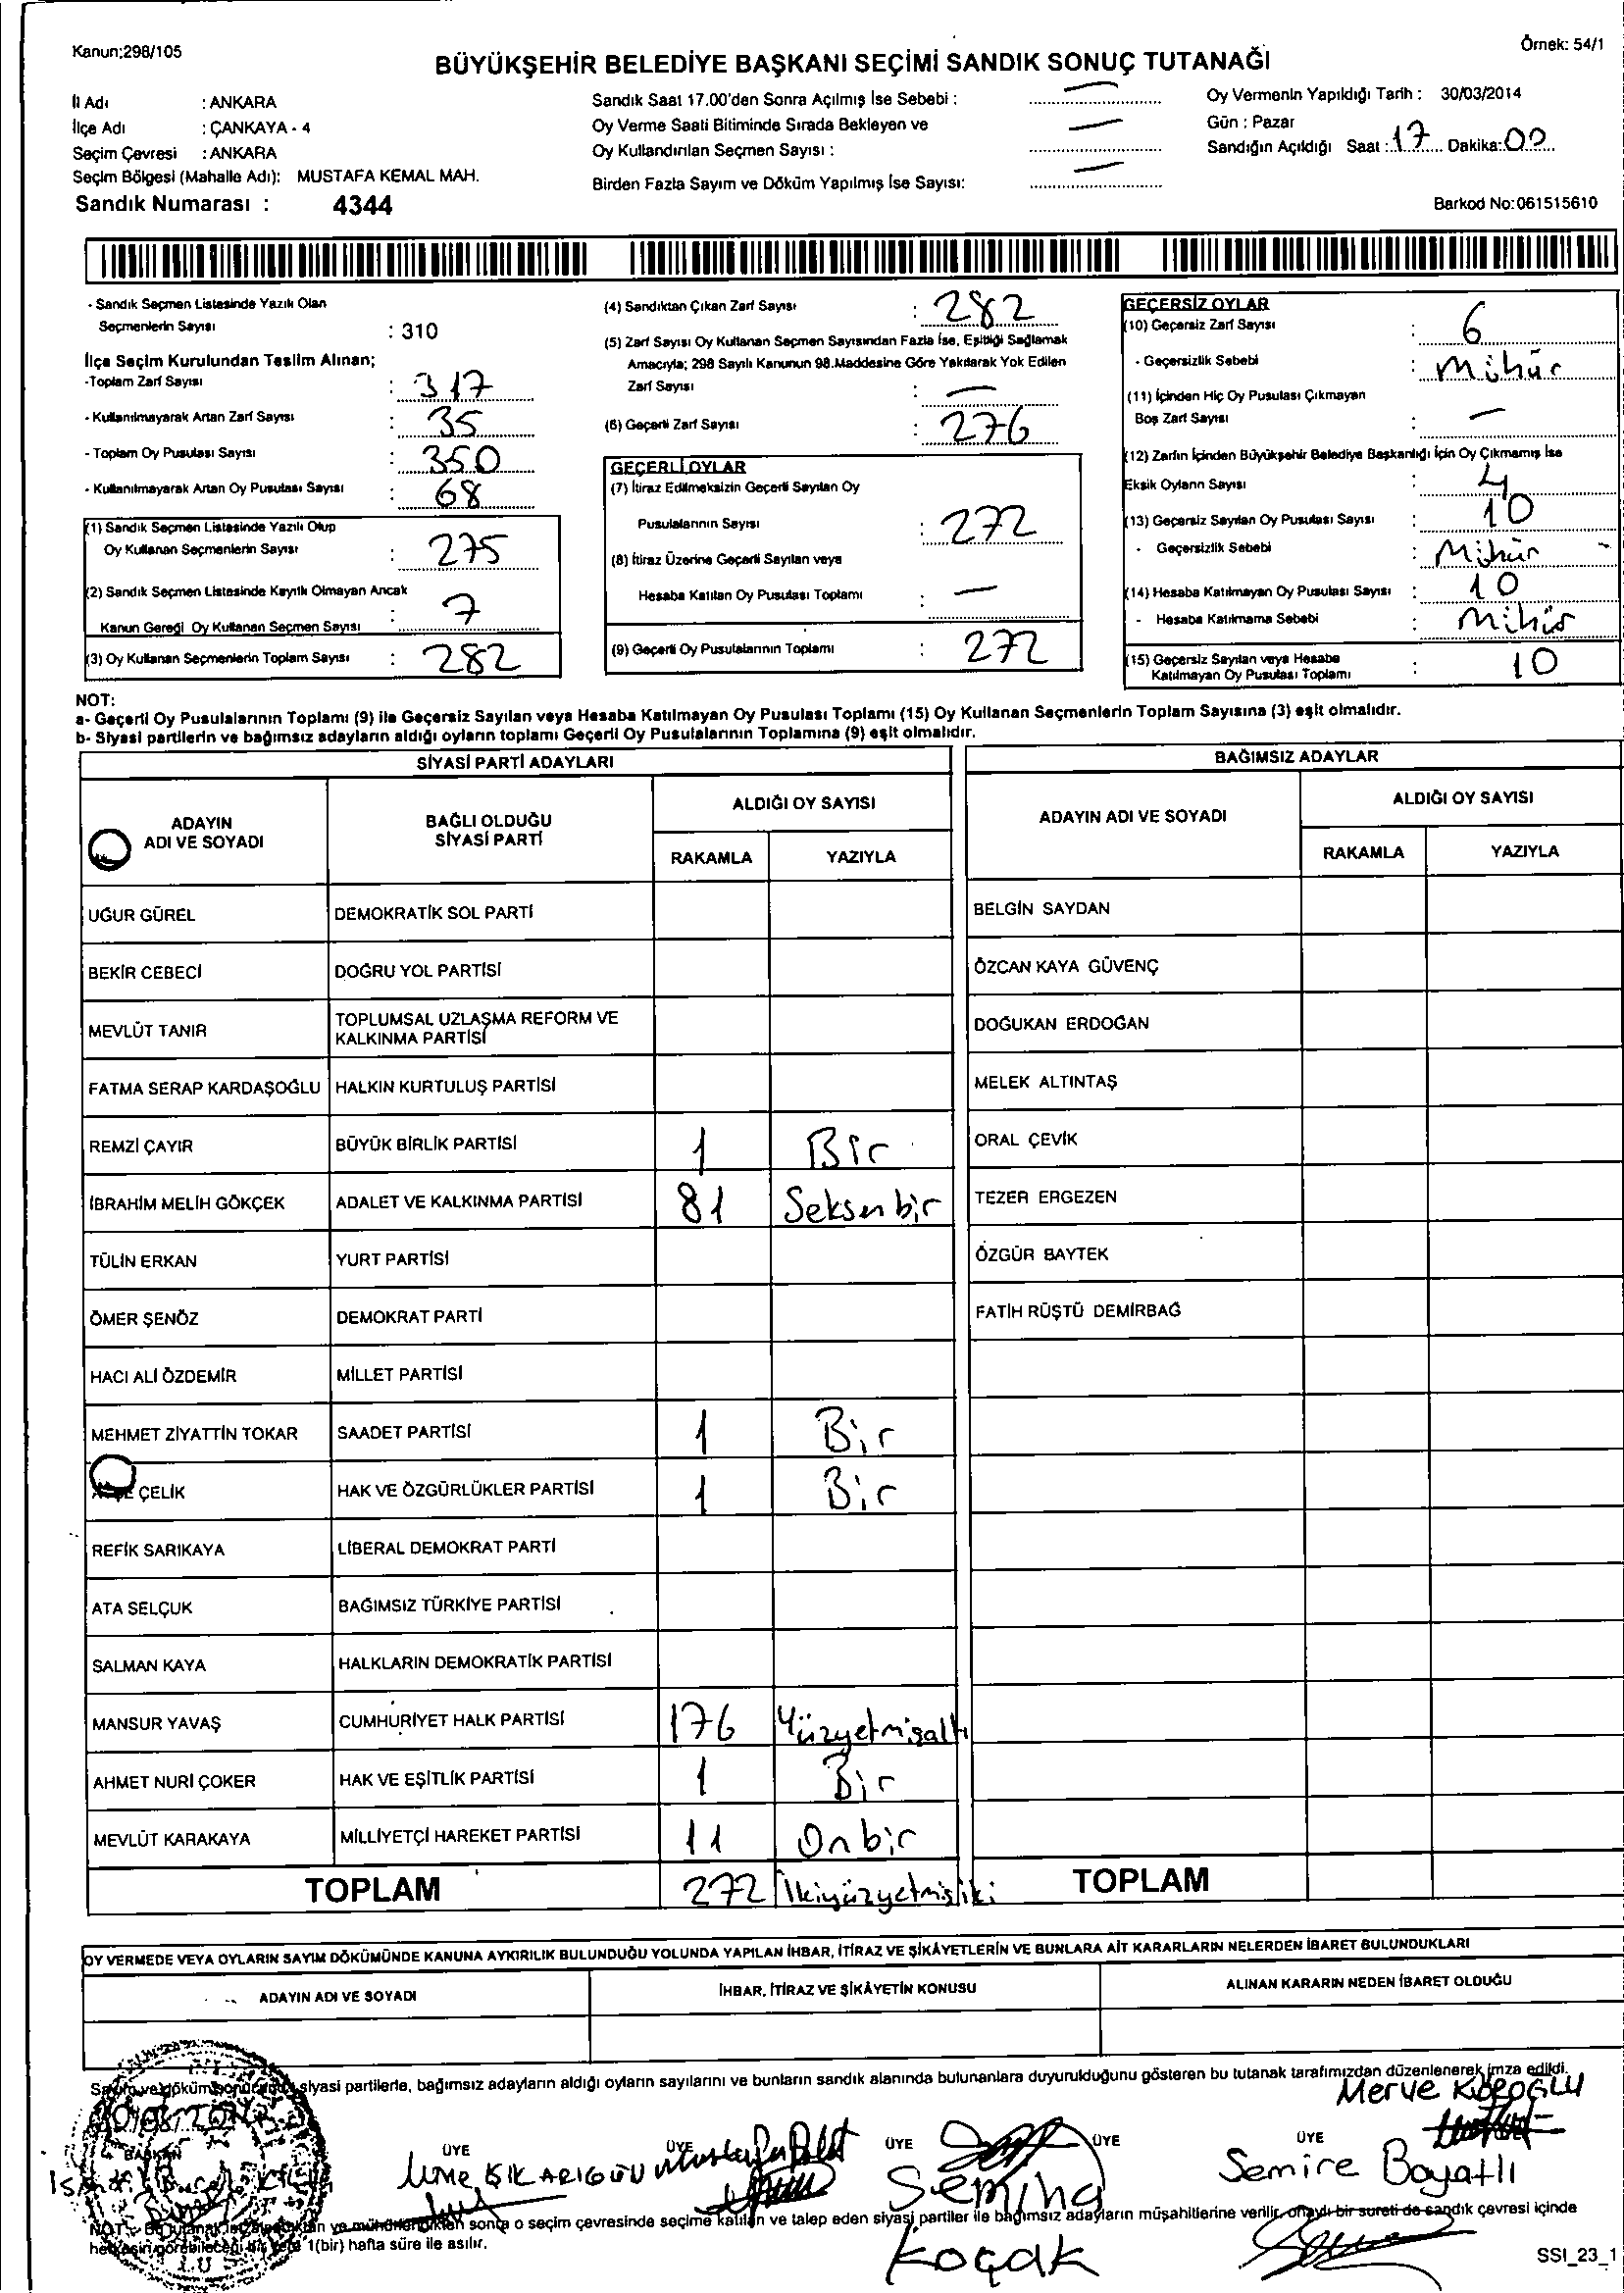 Kanun:298/105
Örnek: 54/1
BÜYÜKŞEHİR BELEDİYE BAŞKANI SEÇİMİ SANDIK SONUÇ TUTANAĞI
İl Adı : ANKARA
İlçe Adı : ÇANKAYA - 4
Seçim Çevresi : ANKARA
Seçim Bölgesi (Mahalle Adı): MUSTAFA KEMAL MAH.
Sandık Numarası : 4344
Sandık Saat 17.00'den Sonra Açılmış İse Sebebi : —
Oy Verme Saati Bitiminde Sırada Bekleyen ve
Oy Kullandırılan Seçmen Sayısı : —
Birden Fazla Sayım ve Döküm Yapılmış İse Sayısı: —
Oy Vermenin Yapıldığı Tarih : 30/03/2014
Gün : Pazar
Sandığın Açıldığı Saat : 17 Dakika: 00
Barkod No:061515610
- Sandık Seçmen Listesinde Yazılı Olan
Seçmenlerin Sayısı : 310
İlçe Seçim Kurulundan Teslim Alınan;
-Toplam Zarf Sayısı : 317
- Kullanılmayarak Artan Zarf Sayısı : 35
- Toplam Oy Pusulası Sayısı : 350
- Kullanılmayarak Artan Oy Pusulası Sayısı : 68
(1) Sandık Seçmen Listesinde Yazılı Olup
Oy Kullanan Seçmenlerin Sayısı : 275
(2) Sandık Seçmen Listesinde Kayıtlı Olmayan Ancak
Kanun Gereği Oy Kullanan Seçmen Sayısı : 7
(3) Oy Kullanan Seçmenlerin Toplam Sayısı : 282
(4) Sandıktan Çıkan Zarf Sayısı : 282
(5) Zarf Sayısı Oy Kullanan Seçmen Sayısından Fazla İse, Eşitliği Sağlamak
Amacıyla; 298 Sayılı Kanunun 98.Maddesine Göre Yakılarak Yok Edilen
Zarf Sayısı : —
(6) Geçerli Zarf Sayısı : 276
GEÇERLİ OYLAR
(7) İtiraz Edilmeksizin Geçerli Sayılan Oy
Pusulalarının Sayısı : 272
(8) İtiraz Üzerine Geçerli Sayılan veya
Hesaba Katılan Oy Pusulası Toplamı : —
(9) Geçerli Oy Pusulalarının Toplamı : 272
GEÇERSİZ OYLAR
(10) Geçersiz Zarf Sayısı : 6
- Geçersizlik Sebebi : Mühür
(11) İçinden Hiç Oy Pusulası Çıkmayan
Boş Zarf Sayısı : —
(12) Zarfın İçinden Büyükşehir Belediye Başkanlığı İçin Oy Çıkmamış İse
Eksik Oyların Sayısı : 4
(13) Geçersiz Sayılan Oy Pusulası Sayısı : 10
- Geçersizlik Sebebi : Mühür
(14) Hesaba Katılmayan Oy Pusulası Sayısı : 10
- Hesaba Katılmama Sebebi : Mühür
(15) Geçersiz Sayılan veya Hesaba
Katılmayan Oy Pusulası Toplamı : 10
NOT:
a- Geçerli Oy Pusulalarının Toplamı (9) ile Geçersiz Sayılan veya Hesaba Katılmayan Oy Pusulası Toplamı (15) Oy Kullanan Seçmenlerin Toplam Sayısına (3) eşit olmalıdır.
b- Siyasi partilerin ve bağımsız adayların aldığı oyların toplamı Geçerli Oy Pusulalarının Toplamına (9) eşit olmalıdır.
SİYASİ PARTİ ADAYLARI
ADAYIN ADI VE SOYADI BAĞLI OLDUĞU SİYASİ PARTİ ALDIĞI OY SAYISI
RAKAMLA YAZIYLA
UĞUR GÜREL DEMOKRATİK SOL PARTİ
BEKİR CEBECİ DOĞRU YOL PARTİSİ
MEVLÜT TANIR TOPLUMSAL UZLAŞMA REFORM VE KALKINMA PARTİSİ
FATMA SERAP KARDAŞOĞLU HALKIN KURTULUŞ PARTİSİ
REMZİ ÇAYIR BÜYÜK BİRLİK PARTİSİ 1 Bir
İBRAHİM MELİH GÖKÇEK ADALET VE KALKINMA PARTİSİ 81 Seksenbir
TÜLİN ERKAN YURT PARTİSİ
ÖMER ŞENÖZ DEMOKRAT PARTİ
HACI ALİ ÖZDEMİR MİLLET PARTİSİ
MEHMET ZİYATTİN TOKAR SAADET PARTİSİ 1 Bir
ÇELİK HAK VE ÖZGÜRLÜKLER PARTİSİ 1 Bir
REFİK SARIKAYA LİBERAL DEMOKRAT PARTİ
ATA SELÇUK BAĞIMSIZ TÜRKİYE PARTİSİ
SALMAN KAYA HALKLARIN DEMOKRATİK PARTİSİ
MANSUR YAVAŞ CUMHURİYET HALK PARTİSİ 176 Yüzyetmişaltı
AHMET NURİ ÇOKER HAK VE EŞİTLİK PARTİSİ 1 Bir
MEVLÜT KARAKAYA MİLLİYETÇİ HAREKET PARTİSİ 11 Onbir
TOPLAM 272 İkiyüzyetmişiki
BAĞIMSIZ ADAYLAR
ADAYIN ADI VE SOYADI ALDIĞI OY SAYISI
RAKAMLA YAZIYLA
BELGİN SAYDAN
ÖZCAN KAYA GÜVENÇ
DOĞUKAN ERDOĞAN
MELEK ALTINTAŞ
ORAL ÇEVİK
TEZER ERGEZEN
ÖZGÜR BAYTEK
FATİH RÜŞTÜ DEMİRBAĞ
TOPLAM
OY VERMEDE VEYA OYLARIN SAYIM DÖKÜMÜNDE KANUNA AYKIRILIK BULUNDUĞU YOLUNDA YAPILAN İHBAR, İTİRAZ VE ŞİKÂYETLERİN VE BUNLARA AİT KARARLARIN NELERDEN İBARET BULUNDUKLARI
ADAYIN ADI VE SOYADI İHBAR, İTİRAZ VE ŞİKÂYETİN KONUSU ALINAN KARARIN NEDEN İBARET OLDUĞU
siyasi partilerle, bağımsız adayların aldığı oyların sayılarını ve bunların sandık alanında bulunanlara duyurulduğunu gösteren bu tutanak tarafımızdan düzenlenerek imza edildi.
Merve KÖROĞLU
BAŞKAN ÜYE ÜYE ÜYE ÜYE ÜYE
Semiha
Koçak
Semire Bayatlı
sonra o seçim çevresinde seçime katılan ve talep eden siyasi partiler ile bağımsız adayların müşahitlerine verilir, onaylı bir sureti de sandık çevresi içinde
1(bir) hafta süre ile asılır.
SSI_23_1